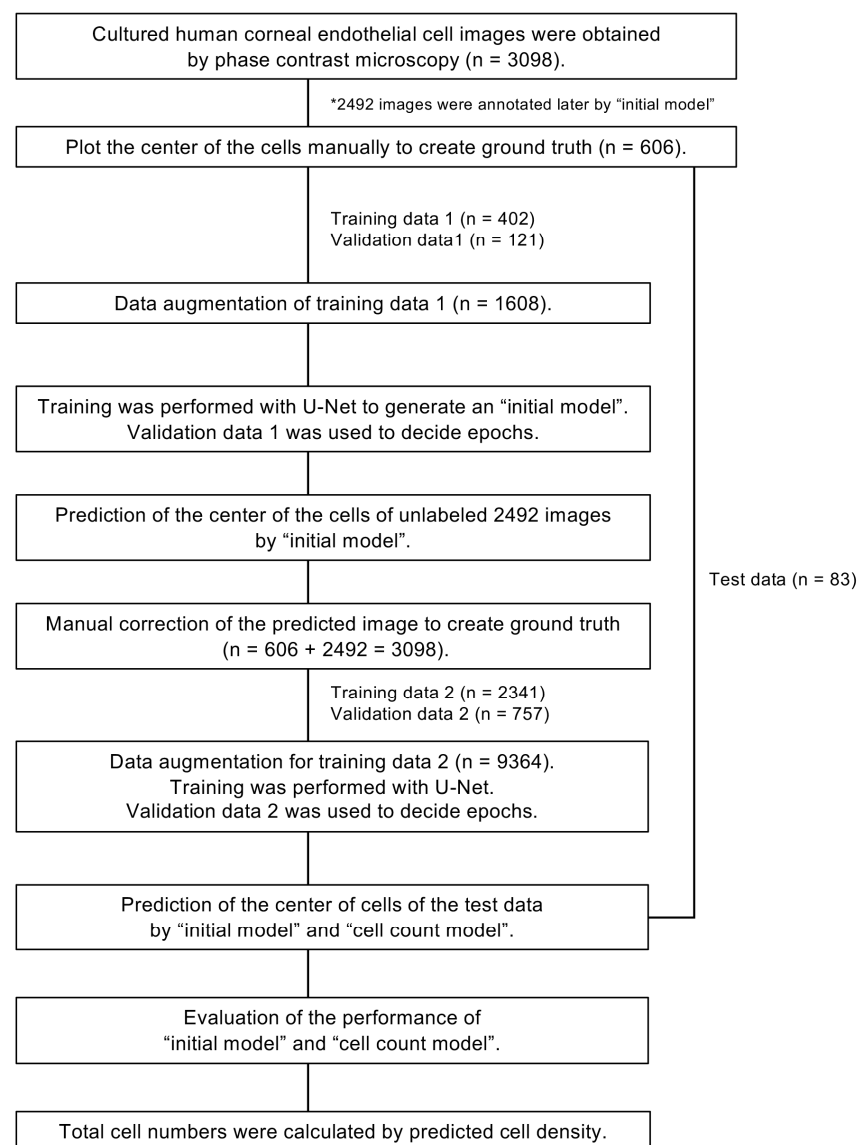 Cultured human corneal endothelial cell images were obtained
by phase contrast microscopy (n = 3098).
*2492 images were annotated later by “initial model”
Plot the center of the cells manually to create ground truth (n = 606).
Training data 1 (n = 402)
Validation data1 (n = 121)
Data augmentation of training data 1 (n = 1608).
Training was performed with U-Net to generate an “initial model”.
Validation data 1 was used to decide epochs.
Prediction of the center of the cells of unlabeled 2492 images
by “initial model”.
Test data (n = 83)
Manual correction of the predicted image to create ground truth
(n = 606 + 2492 = 3098).
Training data 2 (n = 2341)
Validation data 2 (n = 757)
Data augmentation for training data 2 (n = 9364).
Training was performed with U-Net.
Validation data 2 was used to decide epochs.
Prediction of the center of cells of the test data
by “initial model” and “cell count model”.
Evaluation of the performance of
“initial model” and “cell count model”.
Total cell numbers were calculated by predicted cell density.